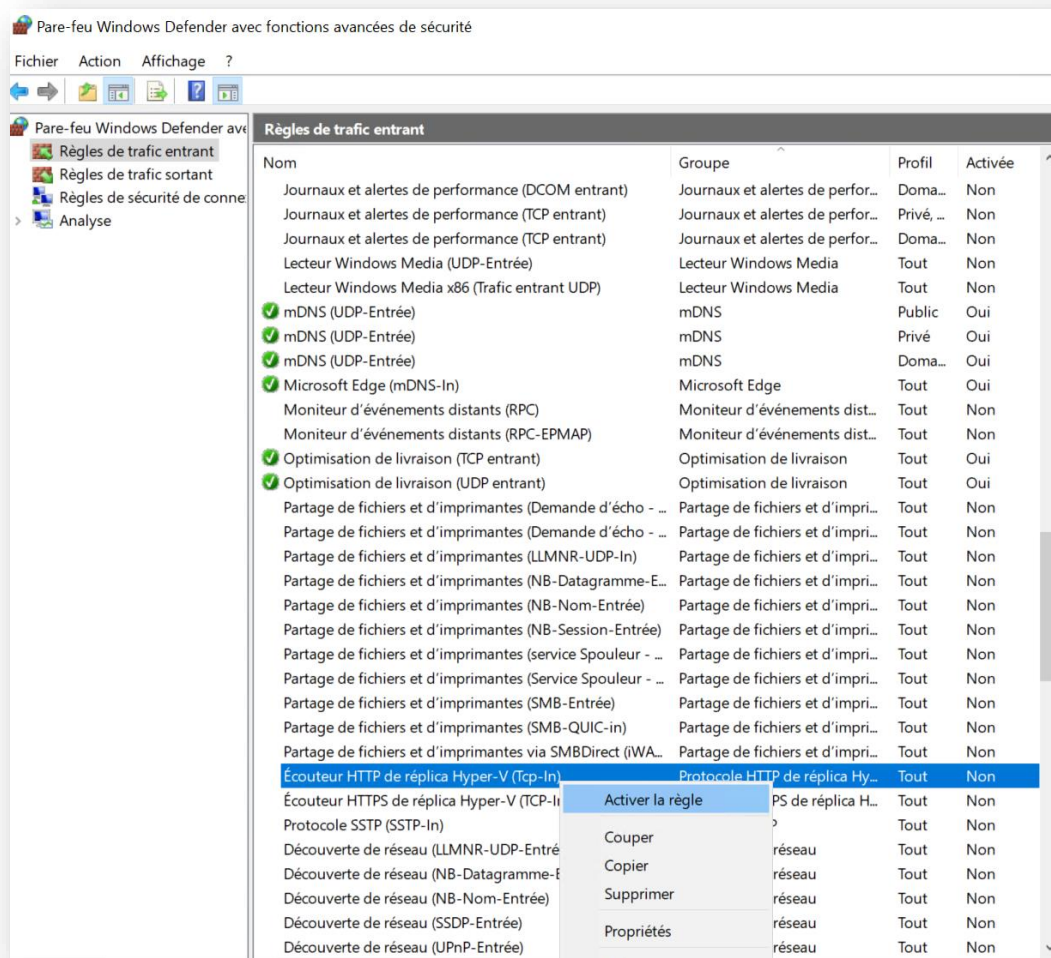 Pare-feu Windows Defender avec fonctions avancées de sécurité
Fichier Action Affichage ?
Pare-feu Windows Defender ave
Règles de trafic entrant
Règles de trafic sortant
Règles de sécurité de conne
Analyse
Règles de trafic entrant
Nom Groupe Profil Activée
Journaux et alertes de performance (DCOM entrant) Journaux et alertes de perfor... Doma... Non
Journaux et alertes de performance (TCP entrant) Journaux et alertes de perfor... Privé, ... Non
Journaux et alertes de performance (TCP entrant) Journaux et alertes de perfor... Doma... Non
Lecteur Windows Media (UDP-Entrée) Lecteur Windows Media Tout Non
Lecteur Windows Media x86 (Trafic entrant UDP) Lecteur Windows Media Tout Non
mDNS (UDP-Entrée) mDNS Public Oui
mDNS (UDP-Entrée) mDNS Privé Oui
mDNS (UDP-Entrée) mDNS Doma... Oui
Microsoft Edge (mDNS-In) Microsoft Edge Tout Oui
Moniteur d’événements distants (RPC) Moniteur d’événements dist... Tout Non
Moniteur d’événements distants (RPC-EPMAP) Moniteur d’événements dist... Tout Non
Optimisation de livraison (TCP entrant) Optimisation de livraison Tout Oui
Optimisation de livraison (UDP entrant) Optimisation de livraison Tout Oui
Partage de fichiers et d’imprimantes (Demande d’écho - ... Partage de fichiers et d’impri... Tout Non
Partage de fichiers et d’imprimantes (Demande d’écho - ... Partage de fichiers et d’impri... Tout Non
Partage de fichiers et d’imprimantes (LLMNR-UDP-In) Partage de fichiers et d’impri... Tout Non
Partage de fichiers et d’imprimantes (NB-Datagramme-E... Partage de fichiers et d’impri... Tout Non
Partage de fichiers et d’imprimantes (NB-Nom-Entrée) Partage de fichiers et d’impri... Tout Non
Partage de fichiers et d’imprimantes (NB-Session-Entrée) Partage de fichiers et d’impri... Tout Non
Partage de fichiers et d’imprimantes (service Spouleur - ... Partage de fichiers et d’impri... Tout Non
Partage de fichiers et d’imprimantes (Service Spouleur - ... Partage de fichiers et d’impri... Tout Non
Partage de fichiers et d’imprimantes (SMB-Entrée) Partage de fichiers et d’impri... Tout Non
Partage de fichiers et d’imprimantes (SMB-QUIC-in) Partage de fichiers et d’impri... Tout Non
Partage de fichiers et d’imprimantes via SMBDirect (iWA... Partage de fichiers et d’impri... Tout Non
Écouteur HTTP de réplica Hyper-V (Tcp-In) Protocole HTTP de réplica Hy... Tout Non
Écouteur HTTPS de réplica Hyper-V (TCP-I PS de réplica H... Tout Non
Activer la règle
Protocole SSTP (SSTP-In) Tout Non
Couper
Découverte de réseau (LLMNR-UDP-Entré réseau Tout Non
Copier
Découverte de réseau (NB-Datagramme-E réseau Tout Non
Supprimer
Découverte de réseau (NB-Nom-Entrée) réseau Tout Non
Découverte de réseau (SSDP-Entrée) réseau Tout Non
Propriétés
Découverte de réseau (UPnP-Entrée) réseau Tout Non